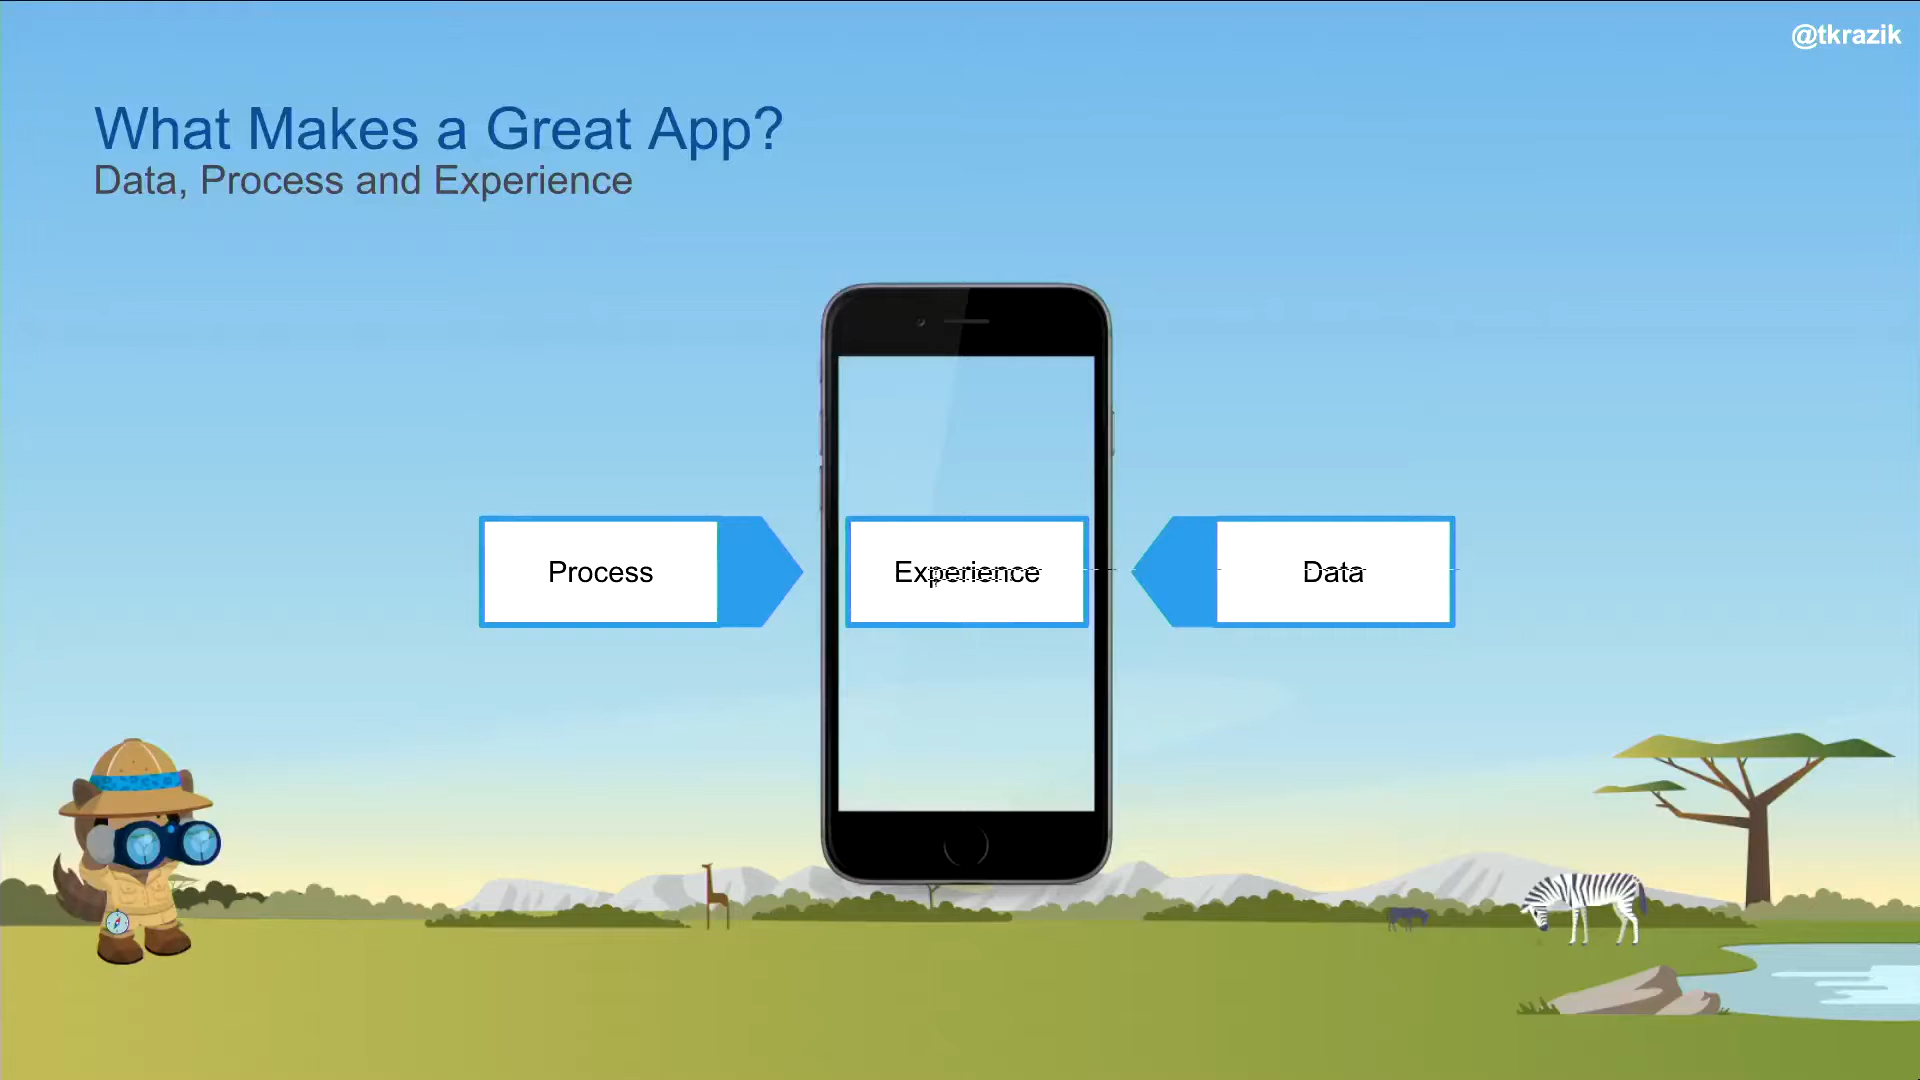 @tkrazik
What Makes a Great App?
Data, Process and Experience
Process
Experience
Data